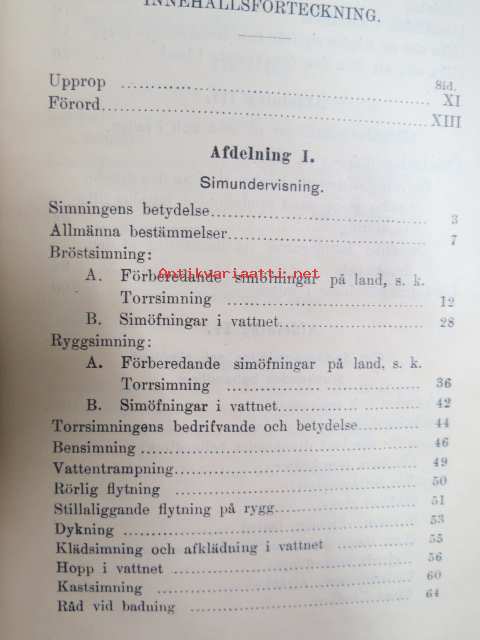 INNEHÅLLSFÖRTECKNING.
Sid.
Upprop XI
Förord XIII
Afdelning I.
Simundervisning.
Simningens betydelse 3
Allmänna bestämmelser 7
Bröstsimning:
A. Förberedande simöfningar på land, s. k.
Antikvariaatti.net
Torrsimning 12
B. Simöfningar i vattnet 28
Ryggsimning:
A. Förberedande simöfningar på land, s. k.
Torrsimning 36
B. Simöfningar i vattnet 42
Torrsimningens bedrifvande och betydelse 44
Bensimning 46
Vattentrampning 49
Rörlig flytning 50
Stillaliggande flytning på rygg 51
Dykning 53
Klädsimning och afklädning i vattnet 55
Hopp i vattnet 56
Kastsimning 60
Råd vid badning 64